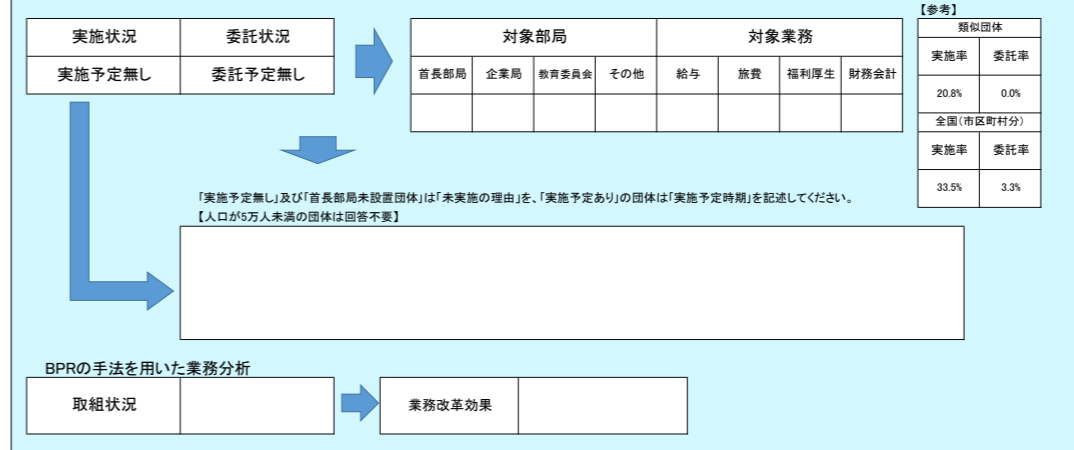 【参考】
実施状況 委託状況
実施予定無し 委託予定無し
対象部局 対象業務
首長部局 企業局 教育委員会 その他 給与 旅費 福利厚生 財務会計
類似団体
実施率 委託率
20.8% 0.0%
全国(市区町村分)
実施率 委託率
33.5% 3.3%
「実施予定無し」及び「首長部局未設置団体」は「未実施の理由」を、「実施予定あり」の団体は「実施予定時期」を記述してください。
【人口が5万人未満の団体は回答不要】
BPRの手法を用いた業務分析
取組状況
業務改革効果